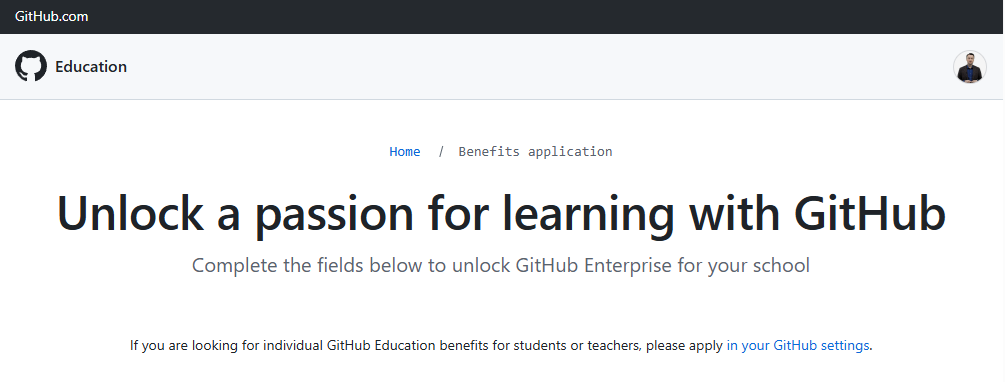 GitHub.com
Education
Home / Benefits application
Unlock a passion for learning with GitHub
Complete the fields below to unlock GitHub Enterprise for your school
If you are looking for individual GitHub Education benefits for students or teachers, please apply in your GitHub settings.